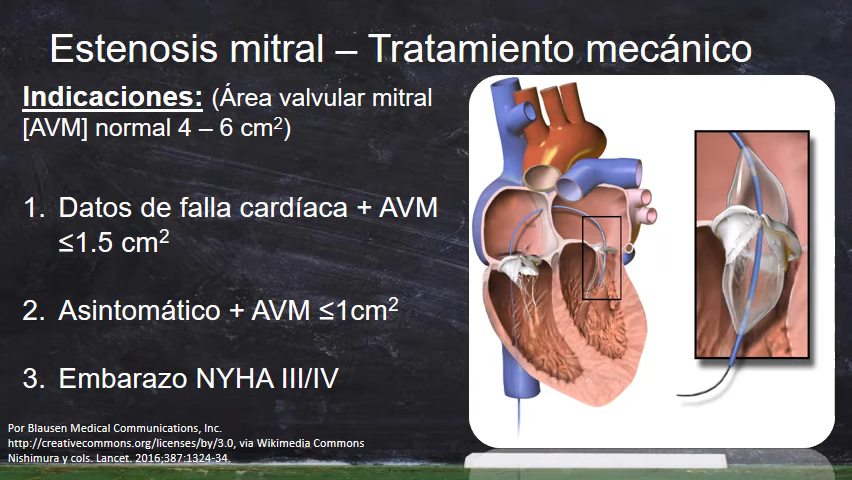 Estenosis mitral – Tratamiento mecánico
Indicaciones: (Área valvular mitral
[AVM] normal 4 – 6 cm²)
1. Datos de falla cardíaca + AVM
≤1.5 cm²
2. Asintomático + AVM ≤1cm²
3. Embarazo NYHA III/IV
Por Blausen Medical Communications, Inc.
http://creativecommons.org/licenses/by/3.0, via Wikimedia Commons
Nishimura y cols. Lancet. 2016;387:1324-34.